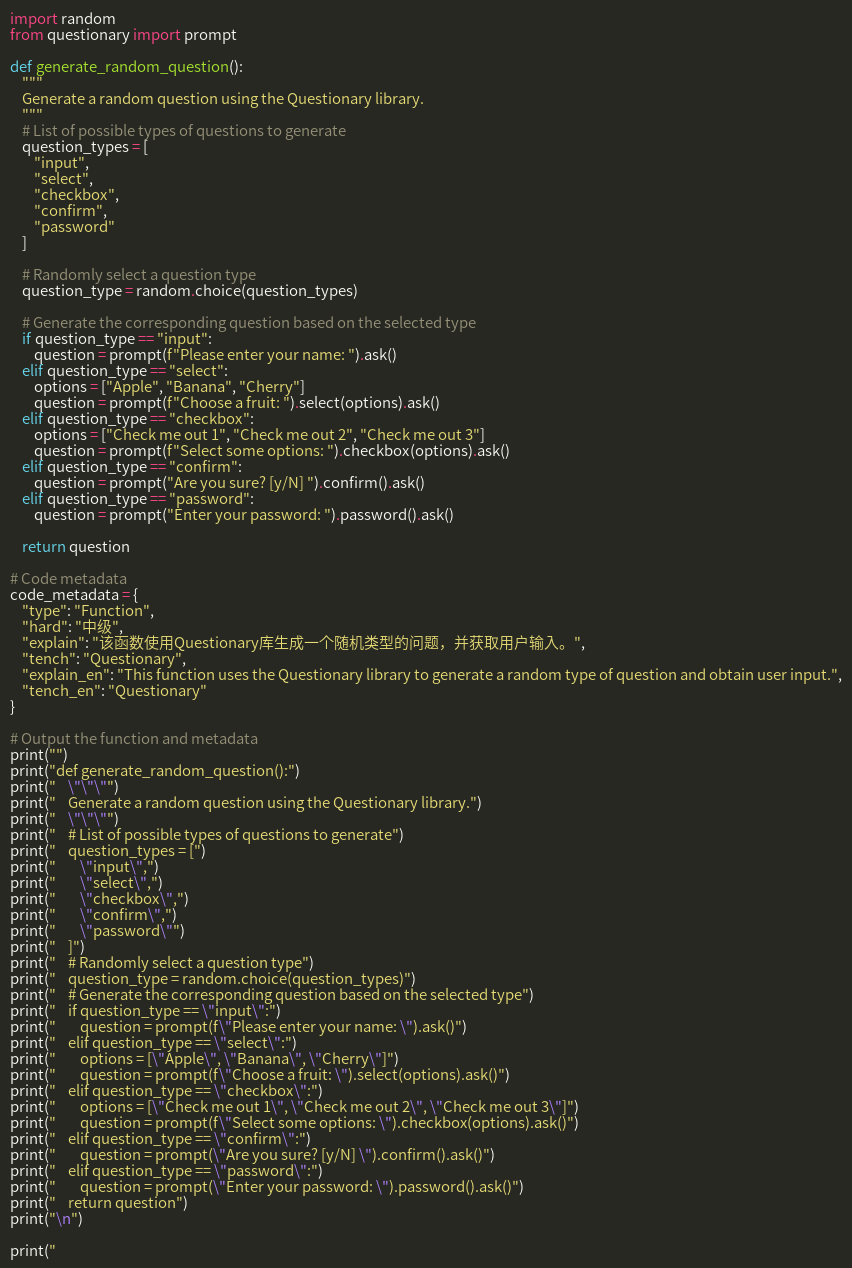 import random
from questionary import prompt

def generate_random_question():
    """
    Generate a random question using the Questionary library.
    """
    # List of possible types of questions to generate
    question_types = [
        "input",
        "select",
        "checkbox",
        "confirm",
        "password"
    ]

    # Randomly select a question type
    question_type = random.choice(question_types)

    # Generate the corresponding question based on the selected type
    if question_type == "input":
        question = prompt(f"Please enter your name: ").ask()
    elif question_type == "select":
        options = ["Apple", "Banana", "Cherry"]
        question = prompt(f"Choose a fruit: ").select(options).ask()
    elif question_type == "checkbox":
        options = ["Check me out 1", "Check me out 2", "Check me out 3"]
        question = prompt(f"Select some options: ").checkbox(options).ask()
    elif question_type == "confirm":
        question = prompt("Are you sure? [y/N] ").confirm().ask()
    elif question_type == "password":
        question = prompt("Enter your password: ").password().ask()

    return question

# Code metadata
code_metadata = {
    "type": "Function",
    "hard": "中级",
    "explain": "该函数使用Questionary库生成一个随机类型的问题，并获取用户输入。",
    "tench": "Questionary",
    "explain_en": "This function uses the Questionary library to generate a random type of question and obtain user input.",
    "tench_en": "Questionary"
}

# Output the function and metadata
print("")
print("def generate_random_question():")
print("    \"\"\"")
print("    Generate a random question using the Questionary library.")
print("    \"\"\"")
print("    # List of possible types of questions to generate")
print("    question_types = [")
print("        \"input\",")
print("        \"select\",")
print("        \"checkbox\",")
print("        \"confirm\",")
print("        \"password\"")
print("    ]")
print("    # Randomly select a question type")
print("    question_type = random.choice(question_types)")
print("    # Generate the corresponding question based on the selected type")
print("    if question_type == \"input\":")
print("        question = prompt(f\"Please enter your name: \").ask()")
print("    elif question_type == \"select\":")
print("        options = [\"Apple\", \"Banana\", \"Cherry\"]")
print("        question = prompt(f\"Choose a fruit: \").select(options).ask()")
print("    elif question_type == \"checkbox\":")
print("        options = [\"Check me out 1\", \"Check me out 2\", \"Check me out 3\"]")
print("        question = prompt(f\"Select some options: \").checkbox(options).ask()")
print("    elif question_type == \"confirm\":")
print("        question = prompt(\"Are you sure? [y/N] \").confirm().ask()")
print("    elif question_type == \"password\":")
print("        question = prompt(\"Enter your password: \").password().ask()")
print("    return question")
print("\n")

print("